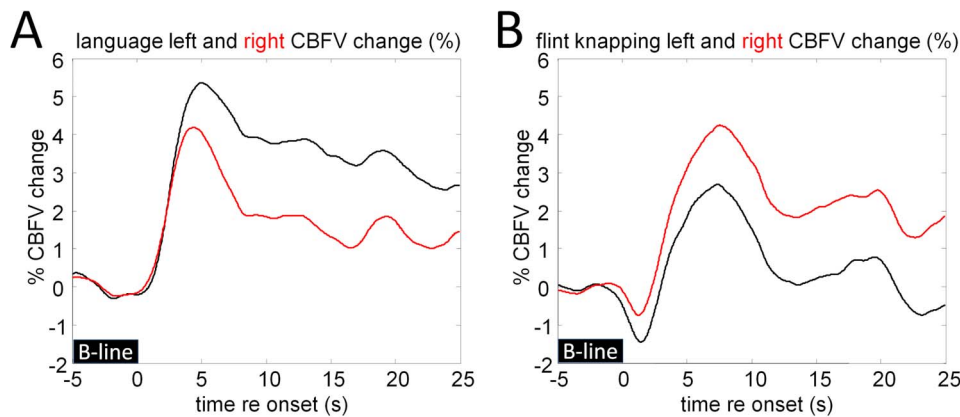 A
language left and right CBFV change (%)
6
5
4
3
2
1
0
-1
-2
% CBFV change
B-line
-5 0 5 10 15 20 25
time re onset (s)
B
flint knapping left and right CBFV change (%)
6
5
4
3
2
1
0
-1
-2
% CBFV change
B-line
-5 0 5 10 15 20 25
time re onset (s)